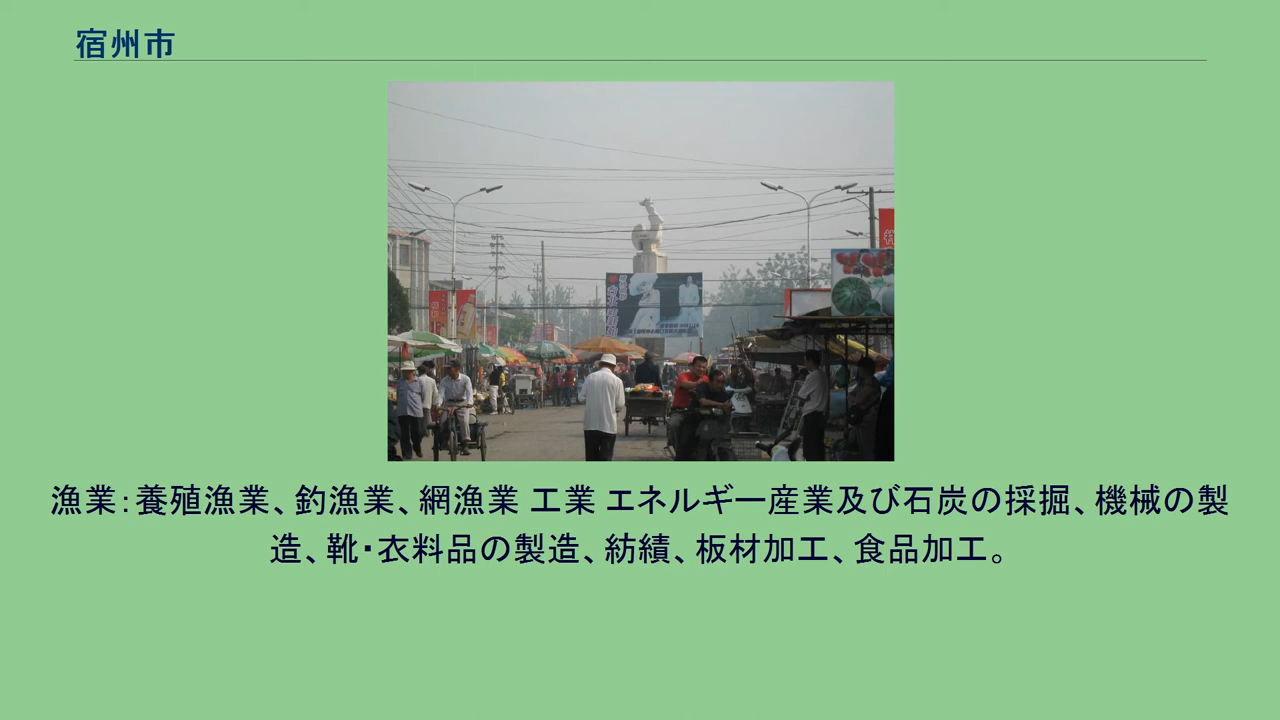 宿州市
漁業：養殖漁業、釣漁業、網漁業 工業 エネルギー産業及び石炭の採掘、機械の製
造、靴・衣料品の製造、紡績、板材加工、食品加工。